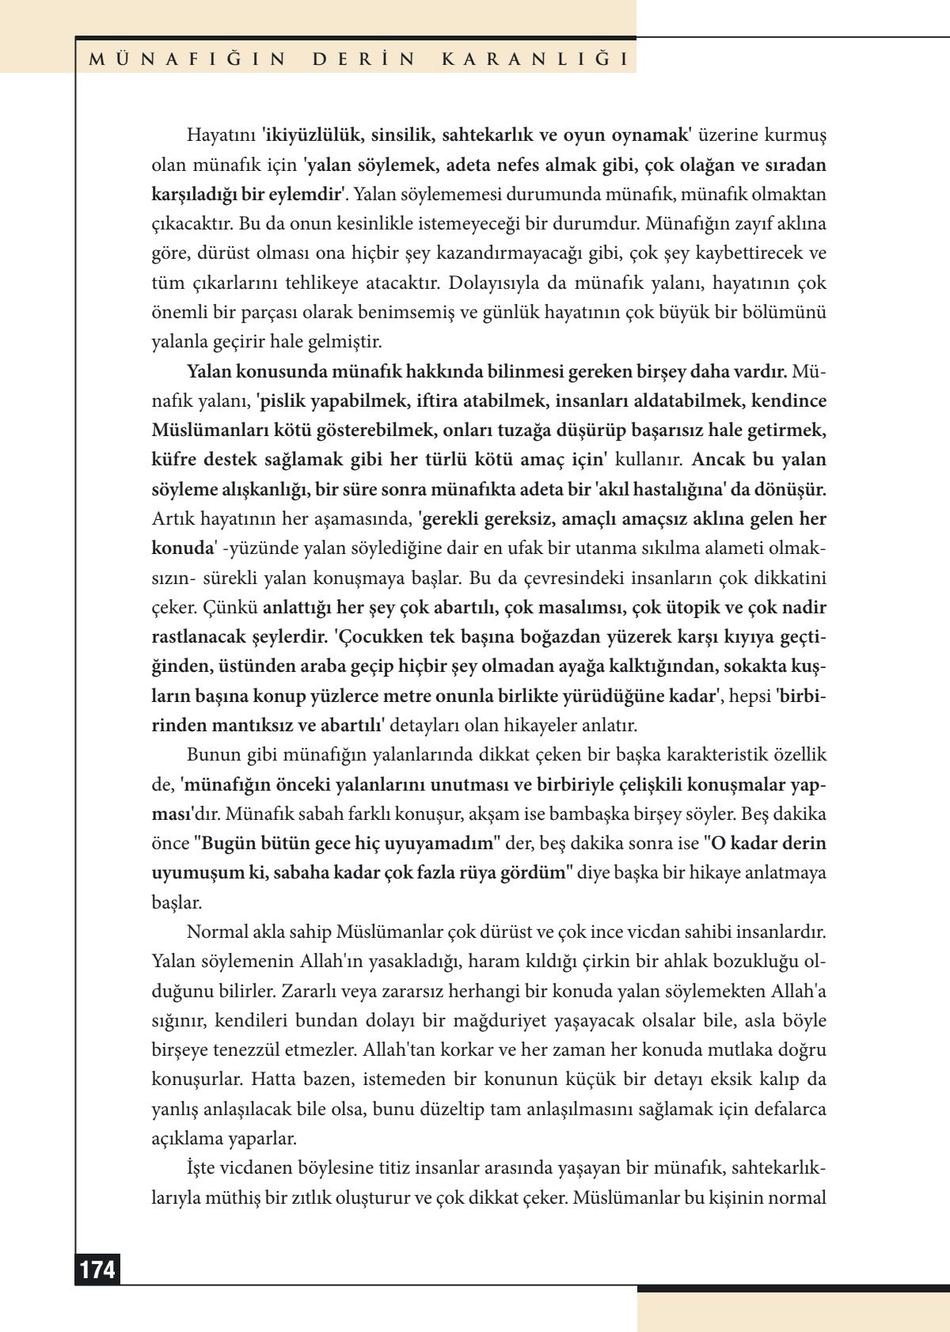 MÜNAFIĞIN DERİN KARANLIĞI
Hayatını 'ikiyüzlülük, sinsilik, sahtekarlık ve oyun oynamak' üzerine kurmuş
olan münafık için 'yalan söylemek, adeta nefes almak gibi, çok olağan ve sıradan
karşıladığı bir eylemdir'. Yalan söylememesi durumunda münafık, münafık olmaktan
çıkacaktır. Bu da onun kesinlikle istemeyeceği bir durumdur. Münafığın zayıf aklına
göre, dürüst olması ona hiçbir şey kazandırmayacağı gibi, çok şey kaybettirecek ve
tüm çıkarlarını tehlikeye atacaktır. Dolayısıyla da münafık yalanı, hayatının çok
önemli bir parçası olarak benimsemiş ve günlük hayatının çok büyük bir bölümünü
yalanla geçirir hale gelmiştir.
Yalan konusunda münafık hakkında bilinmesi gereken birşey daha vardır. Mü-
nafık yalanı, 'pislik yapabilmek, iftira atabilmek, insanları aldatabilmek, kendince
Müslümanları kötü gösterebilmek, onları tuzağa düşürüp başarısız hale getirmek,
küfre destek sağlamak gibi her türlü kötü amaç için' kullanır. Ancak bu yalan
söyleme alışkanlığı, bir süre sonra münafıkta adeta bir 'akıl hastalığına' da dönüşür.
Artık hayatının her aşamasında, 'gerekli gereksiz, amaçlı amaçsız aklına gelen her
konuda' -yüzünde yalan söylediğine dair en ufak bir utanma sıkılma alameti olmak-
sızın- sürekli yalan konuşmaya başlar. Bu da çevresindeki insanların çok dikkatini
çeker. Çünkü anlattığı her şey çok abartılı, çok masalımsı, çok ütopik ve çok nadir
rastlanacak şeylerdir. 'Çocukken tek başına boğazdan yüzerek karşı kıyıya geçti-
ğinden, üstünden araba geçip hiçbir şey olmadan ayağa kalktığından, sokakta kuş-
ların başına konup yüzlerce metre onunla birlikte yürüdüğüne kadar', hepsi 'birbi-
rinden mantıksız ve abartılı' detayları olan hikayeler anlatır.
Bunun gibi münafığın yalanlarında dikkat çeken bir başka karakteristik özellik
de, 'münafığın önceki yalanlarını unutması ve birbiriyle çelişkili konuşmalar yap-
ması'dır. Münafık sabah farklı konuşur, akşam ise bambaşka birşey söyler. Beş dakika
önce "Bugün bütün gece hiç uyuyamadım" der, beş dakika sonra ise "O kadar derin
uyumuşum ki, sabaha kadar çok fazla rüya gördüm" diye başka bir hikaye anlatmaya
başlar.
Normal akla sahip Müslümanlar çok dürüst ve çok ince vicdan sahibi insanlardır.
Yalan söylemenin Allah'ın yasakladığı, haram kıldığı çirkin bir ahlak bozukluğu ol-
duğunu bilirler. Zararlı veya zararsız herhangi bir konuda yalan söylemekten Allah'a
sığınır, kendileri bundan dolayı bir mağduriyet yaşayacak olsalar bile, asla böyle
birşeye tenezzül etmezler. Allah'tan korkar ve her zaman her konuda mutlaka doğru
konuşurlar. Hatta bazen, istemeden bir konunun küçük bir detayı eksik kalıp da
yanlış anlaşılacak bile olsa, bunu düzeltip tam anlaşılmasını sağlamak için defalarca
açıklama yaparlar.
İşte vicdanen böylesine titiz insanlar arasında yaşayan bir münafık, sahtekarlık-
larıyla müthiş bir zıtlık oluşturur ve çok dikkat çeker. Müslümanlar bu kişinin normal
174